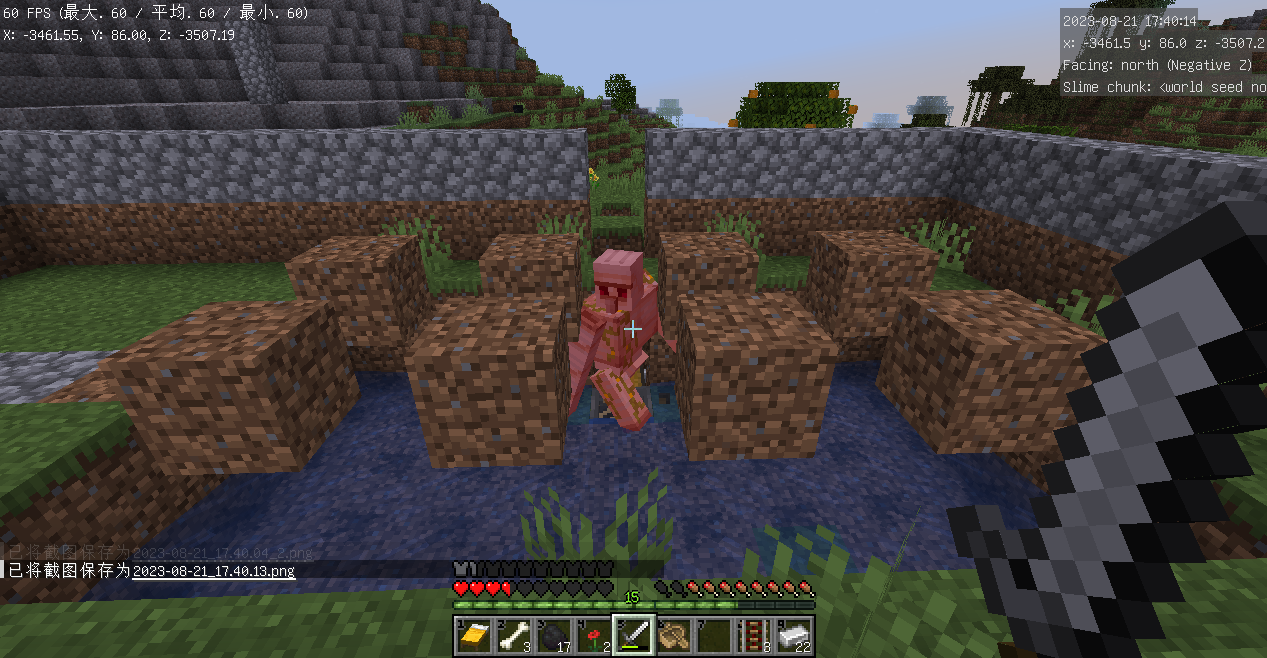 60 FPS (最大. 60 / 平均. 60 / 最小. 60)
X: -3461.55, Y: 86.00, Z: -3507.19
2023-08-21 17:40:14
x: -3461.5 y: 86.0 z: -3507.2
Facing: north (Negative Z)
Slime chunk: <world seed no
已将截图保存为2023-08-21_17.40.04_2.png
已将截图保存为2023-08-21_17.40.13.png
15
3
17
2
8
22